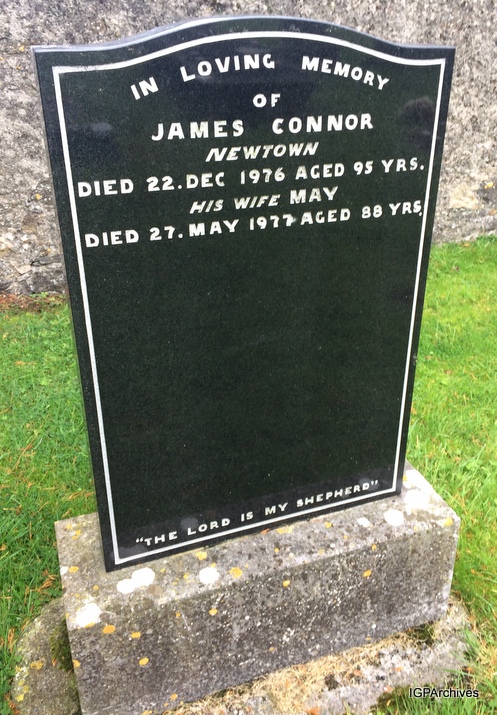 IN LOVING MEMORY
OF
JAMES CONNOR
NEWTOWN
DIED 22.DEC 1976 AGED 95 YRS.
HIS WIFE MAY
DIED 27.MAY 1977 AGED 88 YRS.
"THE LORD IS MY SHEPHERD"
IGPArchives